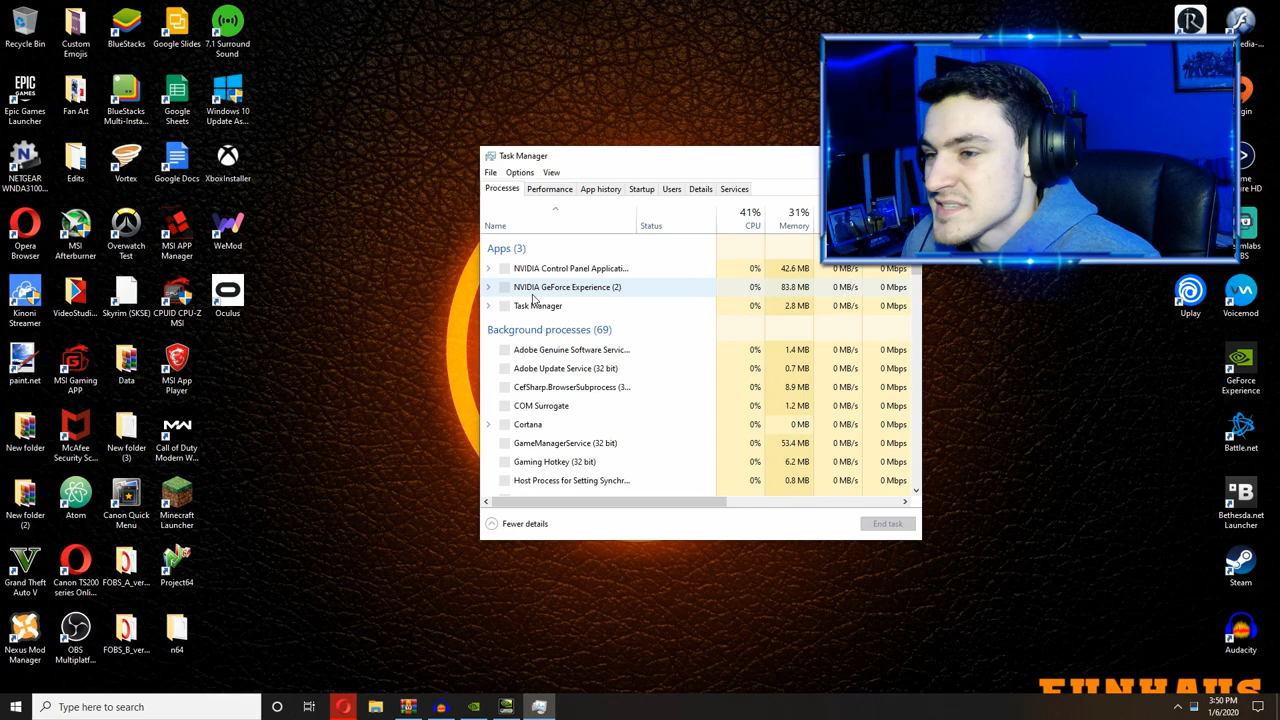 Recycle Bin
Custom Emojis
BlueStacks
Google Slides
7.1 Surround Sound
Epic Games Launcher
Fan Art
BlueStacks Multi-Insta...
Google Sheets
Windows 10 Update As...
NETGEAR WNDA3100...
Edits
Vortex
Google Docs
XboxInstaller
Opera Browser
MSI Afterburner
Overwatch Test
MSI APP Manager
WeMod
Kinoni Streamer
VideoStudi...
Skyrim (SKSE)
CPUID CPU-Z MSI
Oculus
paint.net
MSI Gaming APP
Data
MSI App Player
New folder
McAfee Security Sc...
New folder (3)
Call of Duty Modern W...
New folder (2)
Atom
Canon Quick Menu
Minecraft Launcher
Grand Theft Auto V
Canon TS200 series Onli...
FOBS_A_ver...
Project64
Nexus Mod Manager
OBS Multiplatf...
FOBS_B_ver...
n64
Task Manager
File Options View
Processes Performance App history Startup Users Details Services
41% 31%
Name Status CPU Memory
Apps (3)
NVIDIA Control Panel Applicati... 0% 42.6 MB 0 MB/s 0 Mbps
NVIDIA GeForce Experience (2) 0% 83.8 MB 0 MB/s 0 Mbps
Task Manager 0% 2.8 MB 0 MB/s 0 Mbps
Background processes (69)
Adobe Genuine Software Servic... 0% 1.4 MB 0 MB/s 0 Mbps
Adobe Update Service (32 bit) 0% 0.7 MB 0 MB/s 0 Mbps
CefSharp.BrowserSubprocess (3... 0% 8.9 MB 0 MB/s 0 Mbps
COM Surrogate 0% 1.2 MB 0 MB/s 0 Mbps
Cortana 0% 0 MB 0 MB/s 0 Mbps
GameManagerService (32 bit) 0% 53.4 MB 0 MB/s 0 Mbps
Gaming Hotkey (32 bit) 0% 6.2 MB 0 MB/s 0 Mbps
Host Process for Setting Synchr... 0% 0.8 MB 0 MB/s 0 Mbps
Fewer details
End task
Uplay
Voicemod
GeForce Experience
Battle.net
Bethesda.net Launcher
Steam
Audacity
FUNHAUS
Type here to search
3:50 PM
1/6/2020